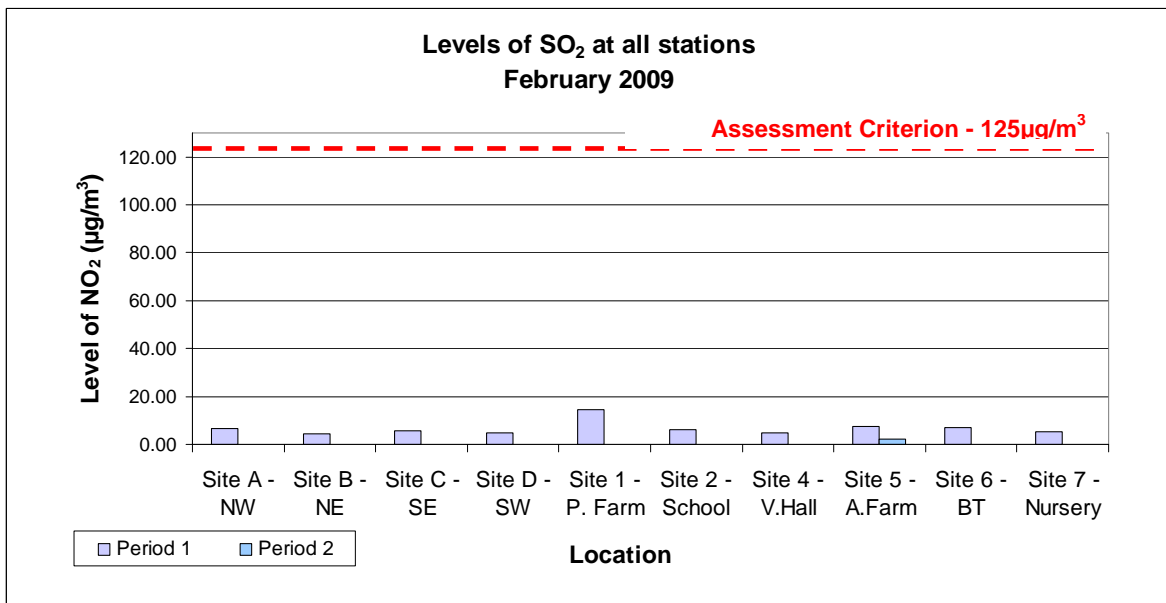 Levels of SO2 at all stations
February 2009
Assessment Criterion - 125µg/m3
Level of NO2 (µg/m3)
120.00
100.00
80.00
60.00
40.00
20.00
0.00
Site A - NW
Site B - NE
Site C - SE
Site D - SW
Site 1 - P. Farm
Site 2 - School
Site 4 - V.Hall
Site 5 - A.Farm
Site 6 - BT
Site 7 - Nursery
Period 1
Period 2
Location